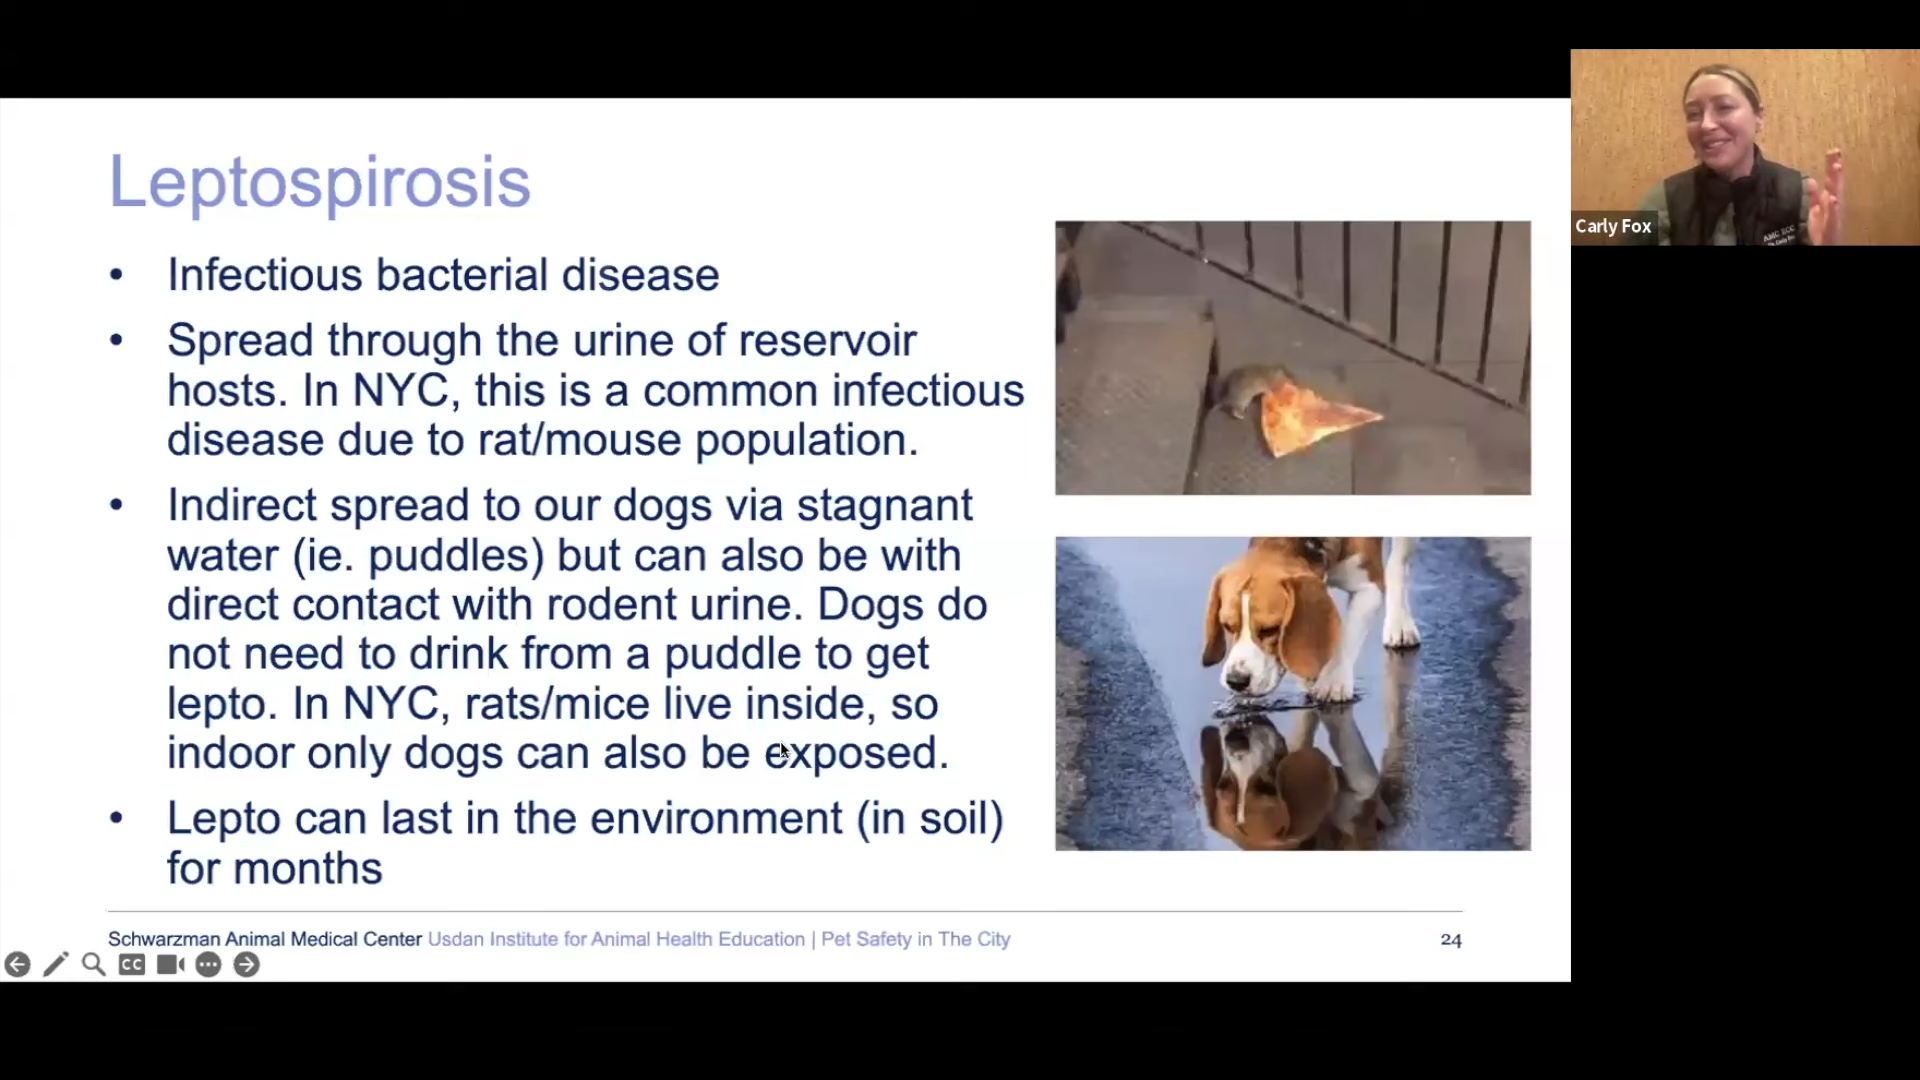 Leptospirosis
• Infectious bacterial disease
• Spread through the urine of reservoir
hosts. In NYC, this is a common infectious
disease due to rat/mouse population.
• Indirect spread to our dogs via stagnant
water (ie. puddles) but can also be with
direct contact with rodent urine. Dogs do
not need to drink from a puddle to get
lepto. In NYC, rats/mice live inside, so
indoor only dogs can also be exposed.
• Lepto can last in the environment (in soil)
for months
Schwarzman Animal Medical Center Usdan Institute for Animal Health Education | Pet Safety in The City
24
CC
Carly Fox
AMC ECC